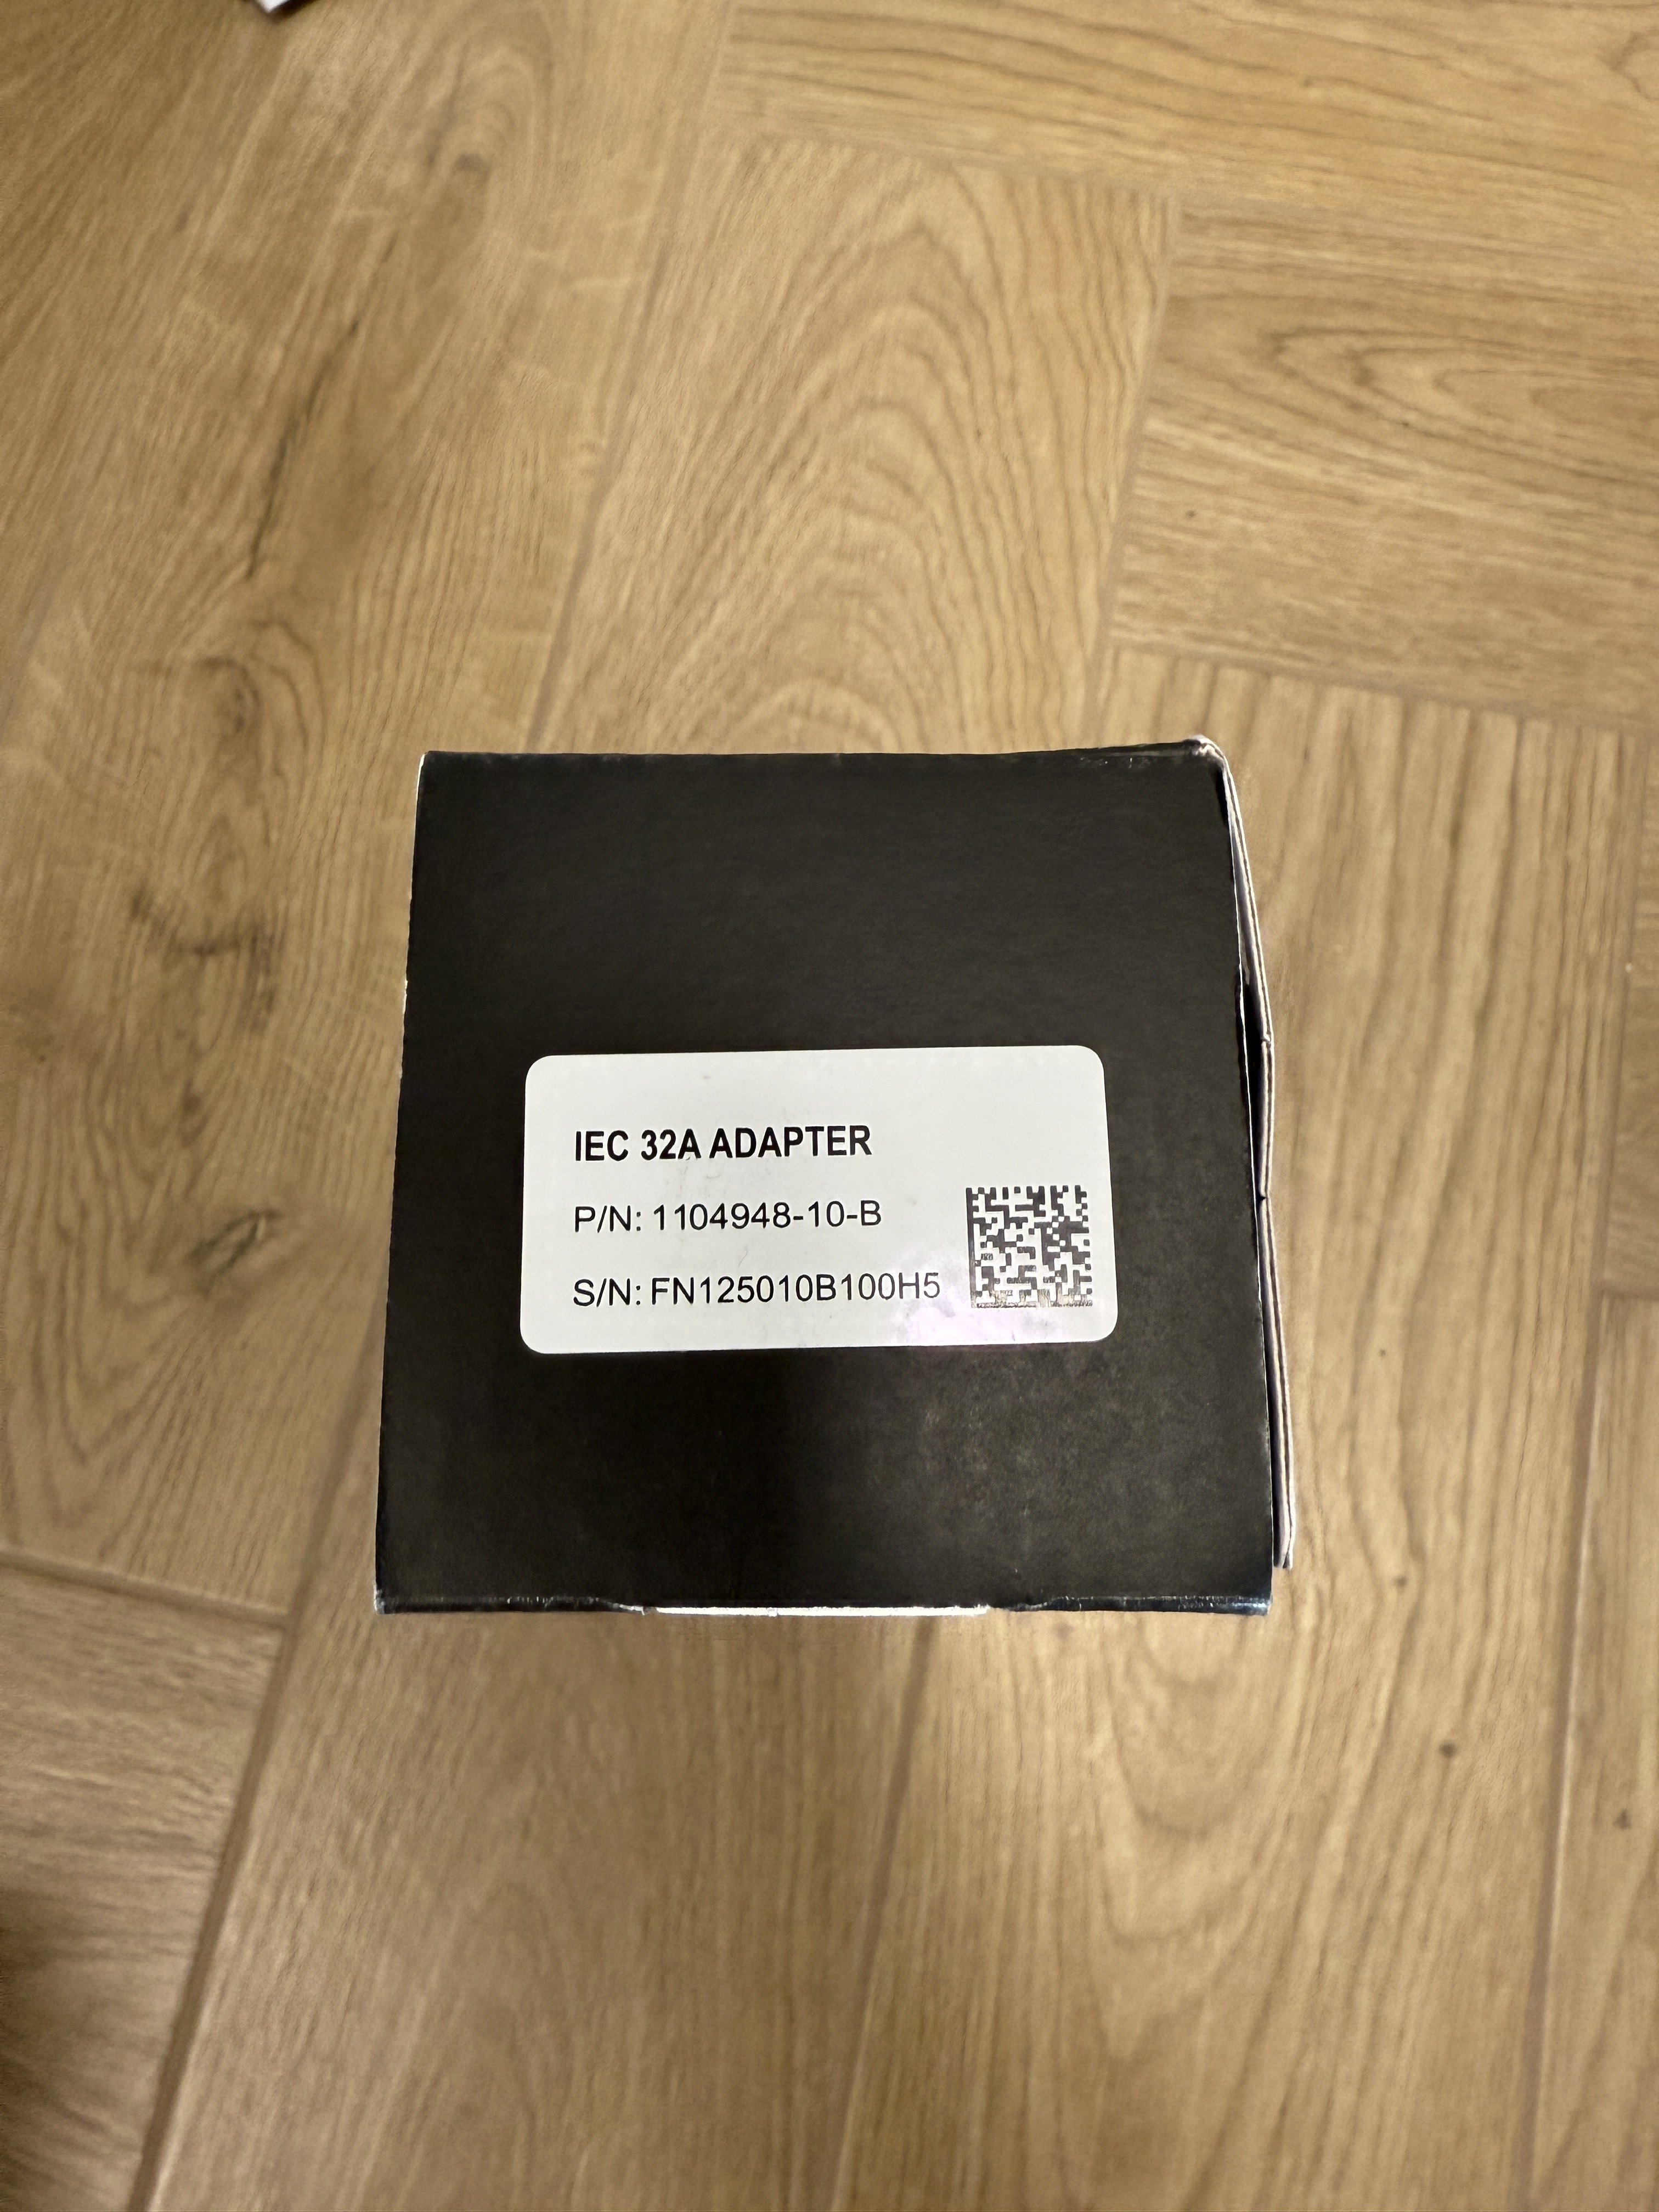 IEC 32A ADAPTER
P/N: 1104948-10-B
S/N: FN125010B100H5